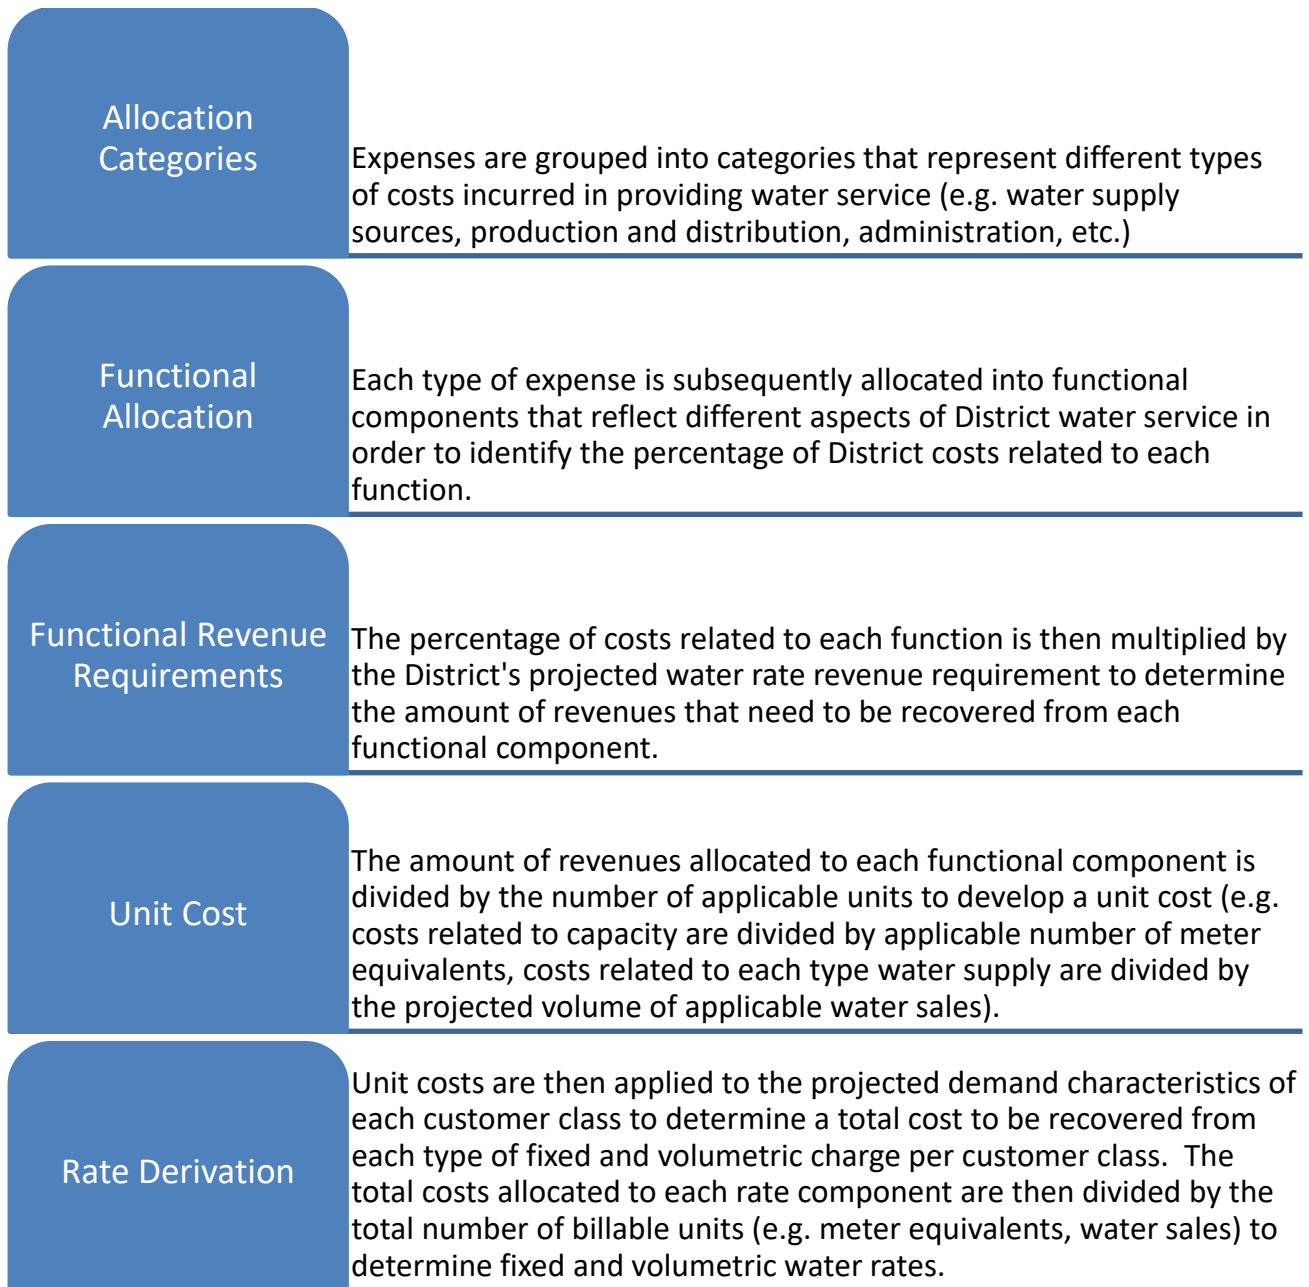 Allocation
Categories
Expenses are grouped into categories that represent different types
of costs incurred in providing water service (e.g. water supply
sources, production and distribution, administration, etc.)
Functional
Allocation
Each type of expense is subsequently allocated into functional
components that reflect different aspects of District water service in
order to identify the percentage of District costs related to each
function.
Functional Revenue
Requirements
The percentage of costs related to each function is then multiplied by
the District's projected water rate revenue requirement to determine
the amount of revenues that need to be recovered from each
functional component.
Unit Cost
The amount of revenues allocated to each functional component is
divided by the number of applicable units to develop a unit cost (e.g.
costs related to capacity are divided by applicable number of meter
equivalents, costs related to each type water supply are divided by
the projected volume of applicable water sales).
Rate Derivation
Unit costs are then applied to the projected demand characteristics of
each customer class to determine a total cost to be recovered from
each type of fixed and volumetric charge per customer class.  The
total costs allocated to each rate component are then divided by the
total number of billable units (e.g. meter equivalents, water sales) to
determine fixed and volumetric water rates.